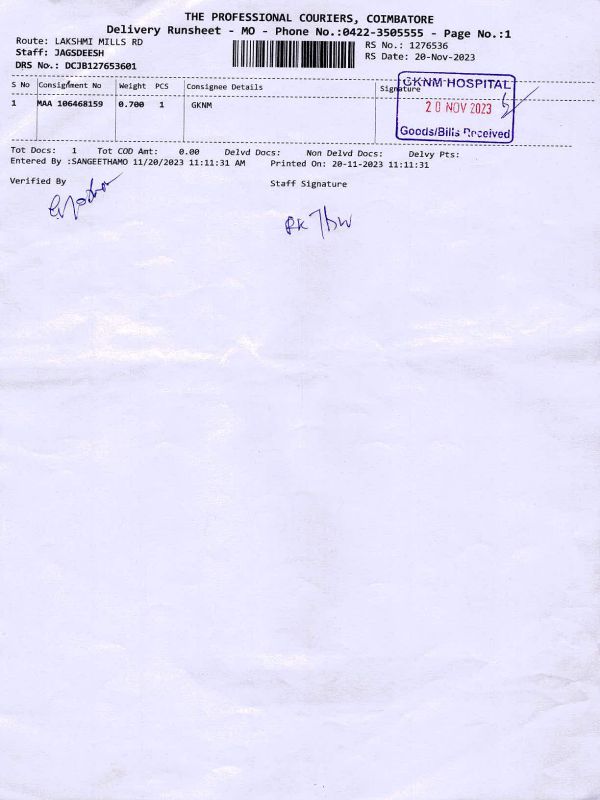 THE PROFESSIONAL COURIERS, COIMBATORE
Delivery Runsheet - MO - Phone No.:0422-3505555 - Page No.:1
Route: LAKSHMI MILLS RD
RS No.: 1276536
Staff: JAGSDEESH
RS Date: 20-Nov-2023
DRS No.: DCJB127653601
S No Consignment No Weight PCS Consignee Details Signature
1 MAA 106468159 0.700 1 GKNM
GKNM HOSPITAL
20 NOV 2023
Goods/Bills Received
Tot Docs: 1 Tot COD Amt: 0.00 Delvd Docs: Non Delvd Docs: Delvy Pts:
Entered By :SANGEETHAMO 11/20/2023 11:11:31 AM Printed On: 20-11-2023 11:11:31
Verified By
Staff Signature